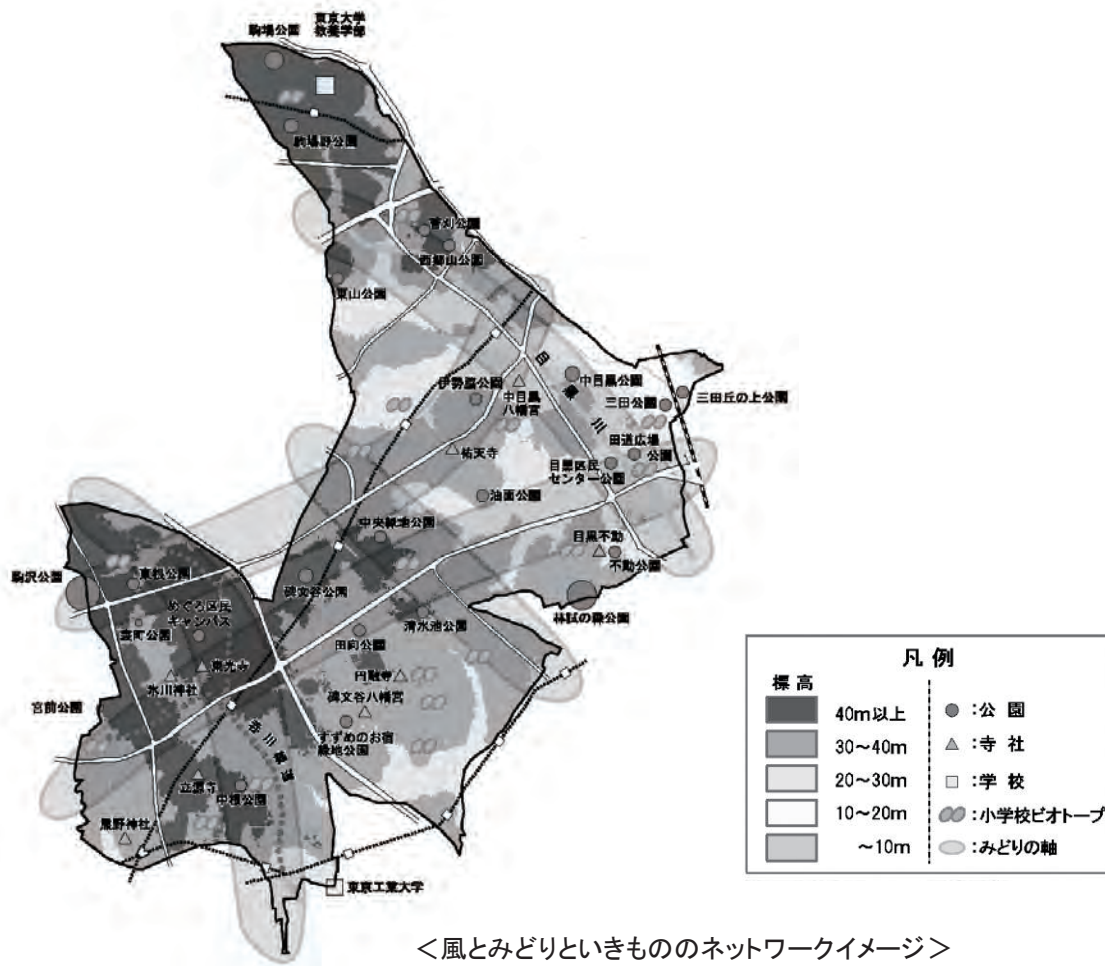 駒場公園
東京大学
教養学部
駒場野公園
菅刈公園
西郷山公園
東山公園
目
黒
川
伊勢脇公園
中目黒
八幡宮
中目黒公園
三田公園
三田丘の上公園
田道広場
公園
祐天寺
目黒区民
センター公園
油面公園
中央緑地公園
目黒不動
不動公園
駒沢公園
東根公園
碑文谷公園
林試の森公園
めぐろ区民
キャンパス
清水池公園
田向公園
東光寺
円融寺
氷川神社
碑文谷八幡宮
宮前公園
すずめのお宿
緑地公園
呑川緑道
立源寺
中根公園
熊野神社
東京工業大学
凡例
標高
40m以上
30～40m
20～30m
10～20m
～10m
:公園
:寺社
:学校
:小学校ビオトープ
:みどりの軸
＜風とみどりといきもののネットワークイメージ＞